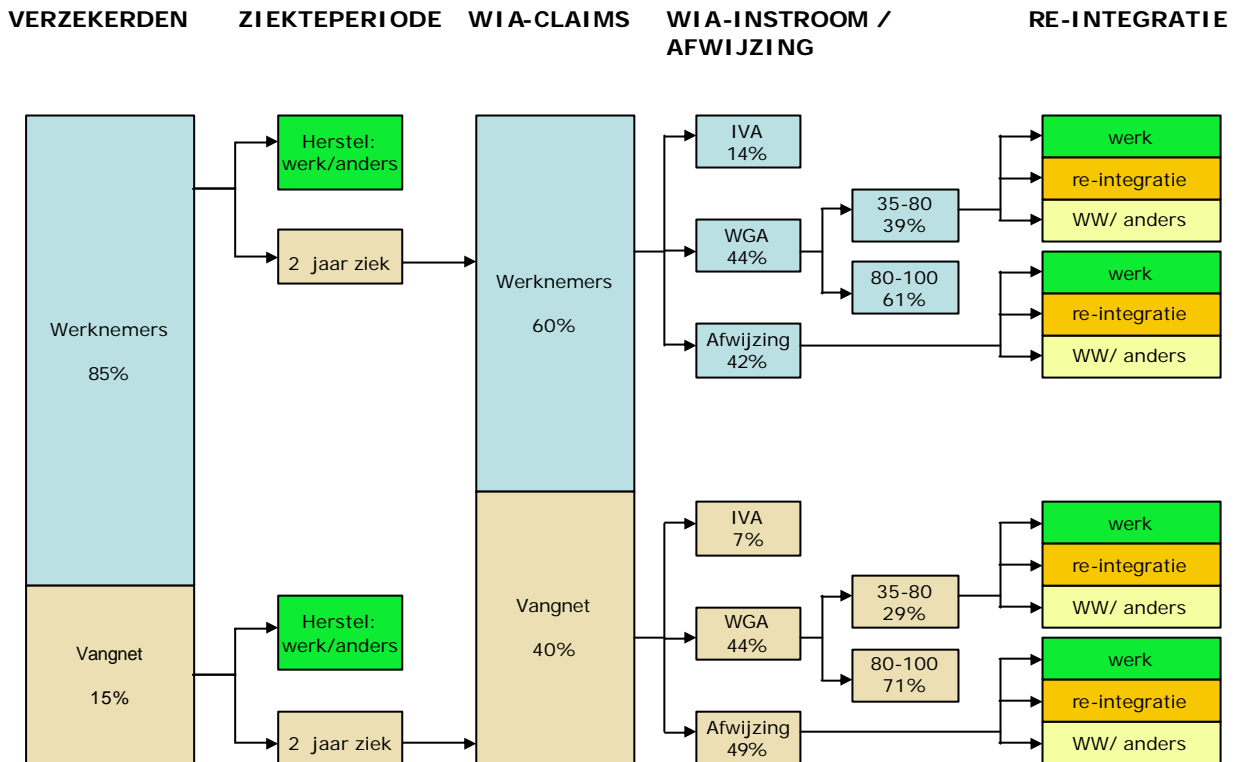 VERZEKERDEN
ZIEKTEPERIODE
WIA-CLAIMS
WIA-INSTROOM /
AFWIJZING
RE-INTEGRATIE
Werknemers
85%
Herstel:
werk/anders
2 jaar ziek
Werknemers
60%
IVA
14%
WGA
44%
Afwijzing
42%
35-80
39%
80-100
61%
werk
re-integratie
WW/ anders
werk
re-integratie
WW/ anders
Vangnet
15%
Herstel:
werk/anders
2 jaar ziek
Vangnet
40%
IVA
7%
WGA
44%
Afwijzing
49%
35-80
29%
80-100
71%
werk
re-integratie
WW/ anders
werk
re-integratie
WW/ anders